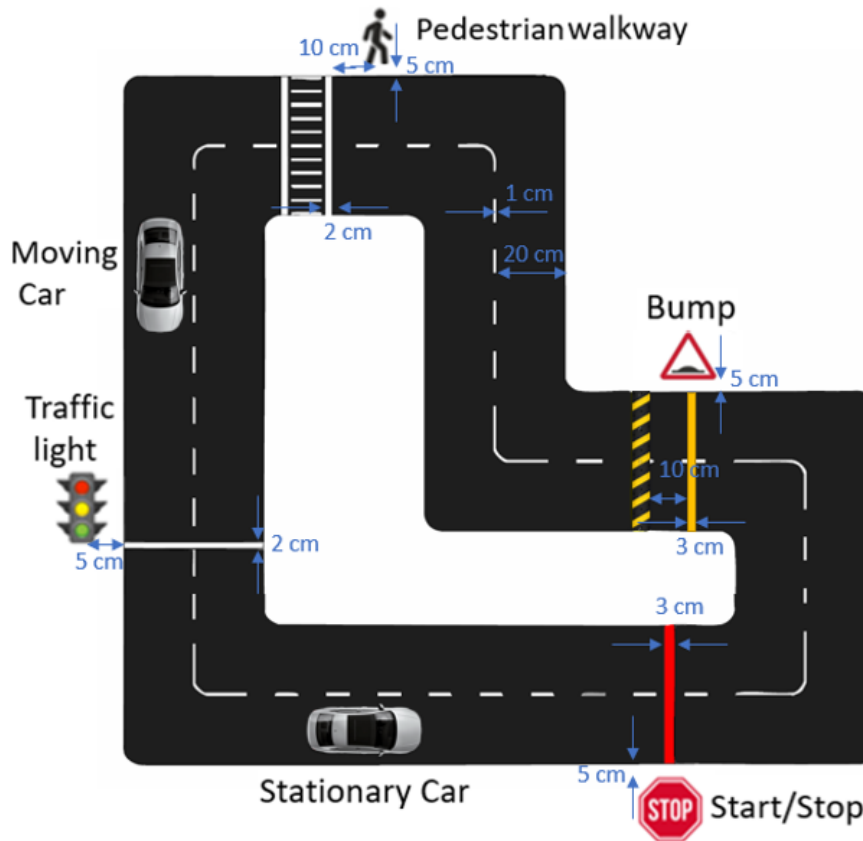 Pedestrian walkway
10 cm
5 cm
1 cm
2 cm
20 cm
Moving
Car
Bump
5 cm
Traffic
light
10 cm
5 cm
2 cm
3 cm
3 cm
5 cm
Stationary Car
STOP
Start/Stop